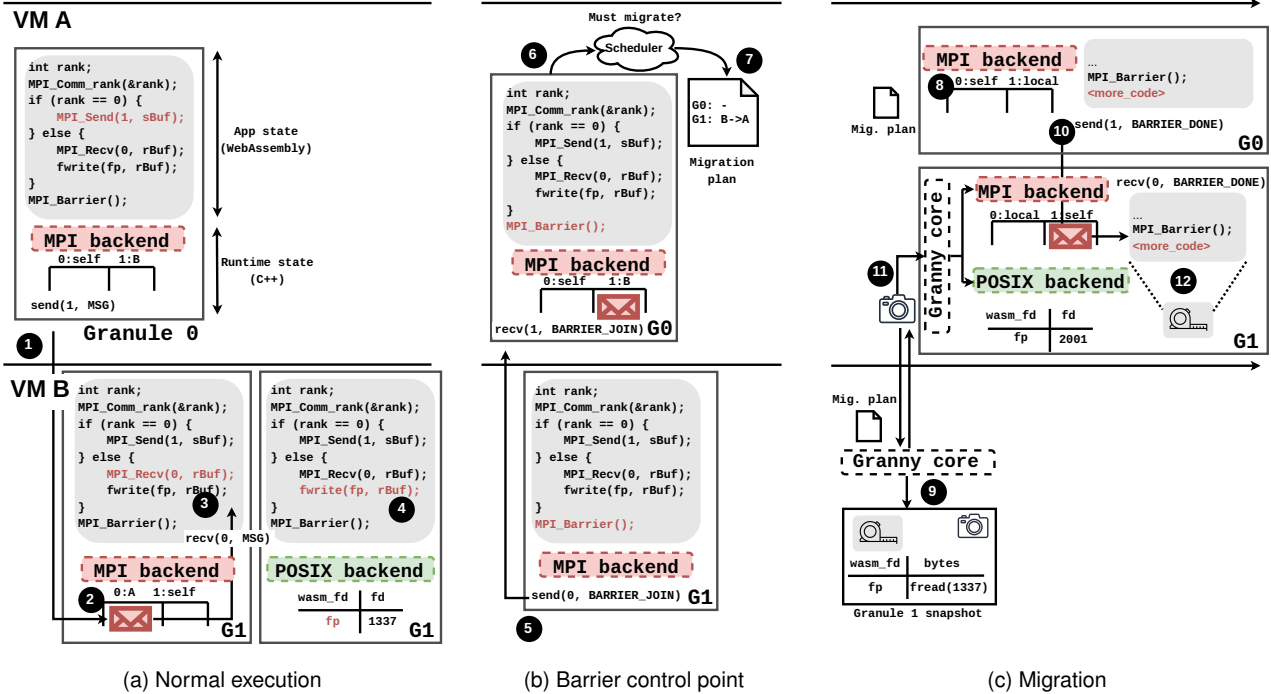 VM A
int rank;
MPI_Comm_rank(&rank);
if (rank == 0) {
MPI_Send(1, sBuf);
} else {
MPI_Recv(0, rBuf);
fwrite(fp, rBuf);
}
MPI_Barrier();
App state
(WebAssembly)
MPI backend
0:self 1:B
Runtime state
(C++)
send(1, MSG)
Granule 0
1
VM B
int rank;
MPI_Comm_rank(&rank);
if (rank == 0) {
MPI_Send(1, sBuf);
} else {
MPI_Recv(0, rBuf);
fwrite(fp, rBuf);
}
MPI_Barrier();
3
recv(0, MSG)
MPI backend
2
0:A 1:self
G1
int rank;
MPI_Comm_rank(&rank);
if (rank == 0) {
MPI_Send(1, sBuf);
} else {
MPI_Recv(0, rBuf);
fwrite(fp, rBuf);
}
MPI_Barrier();
4
POSIX backend
wasm_fd fd
fp 1337
G1
(a) Normal execution
Must migrate?
6
Scheduler
7
int rank;
MPI_Comm_rank(&rank);
if (rank == 0) {
MPI_Send(1, sBuf);
} else {
MPI_Recv(0, rBuf);
fwrite(fp, rBuf);
}
MPI_Barrier();
G0: -
G1: B->A
Migration
plan
MPI backend
0:self 1:B
recv(1, BARRIER_JOIN)
G0
int rank;
MPI_Comm_rank(&rank);
if (rank == 0) {
MPI_Send(1, sBuf);
} else {
MPI_Recv(0, rBuf);
fwrite(fp, rBuf);
}
MPI_Barrier();
MPI backend
send(0, BARRIER_JOIN)
G1
5
(b) Barrier control point
MPI backend
8
0:self 1:local
...
MPI_Barrier();
<more_code>
Mig. plan
10
send(1, BARRIER_DONE)
G0
Granny core
MPI backend
recv(0, BARRIER_DONE)
0:local 1:self
...
MPI_Barrier();
<more_code>
11
POSIX backend
12
wasm_fd fd
fp 2001
G1
Mig. plan
Granny core
9
wasm_fd bytes
fp fread(1337)
Granule 1 snapshot
(c) Migration